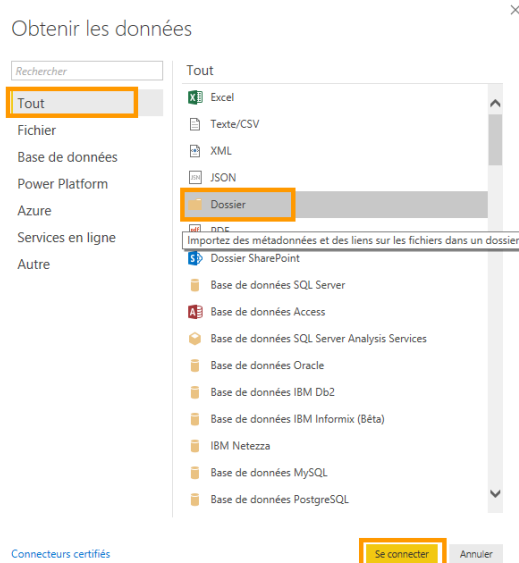 Obtenir les données
Rechercher
Tout
Fichier
Base de données
Power Platform
Azure
Services en ligne
Autre
Tout
Excel
Texte/CSV
XML
JSON
Dossier
PDF
Importez des métadonnées et des liens sur les fichiers dans un dossier
Dossier SharePoint
Base de données SQL Server
Base de données Access
Base de données SQL Server Analysis Services
Base de données Oracle
Base de données IBM Db2
Base de données IBM Informix (Bêta)
IBM Netezza
Base de données MySQL
Base de données PostgreSQL
Connecteurs certifiés
Se connecter
Annuler